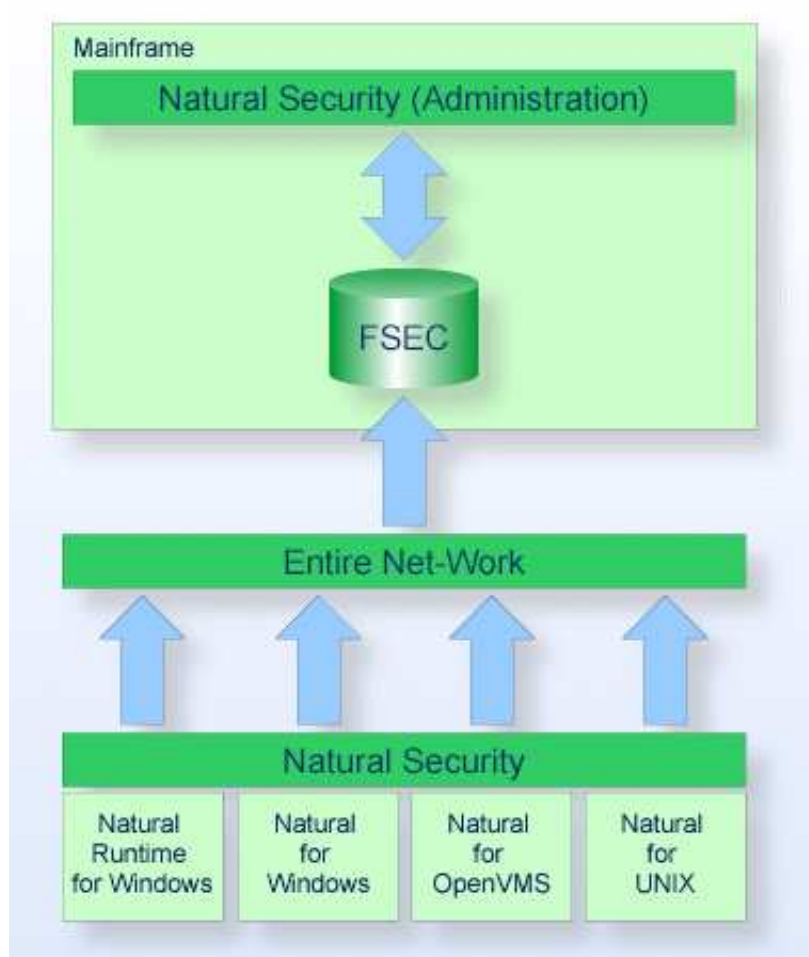 Mainframe
Natural Security (Administration)
FSEC
Entire Net-Work
Natural Security
Natural
Runtime
for Windows
Natural
for
Windows
Natural
for
OpenVMS
Natural
for
UNIX